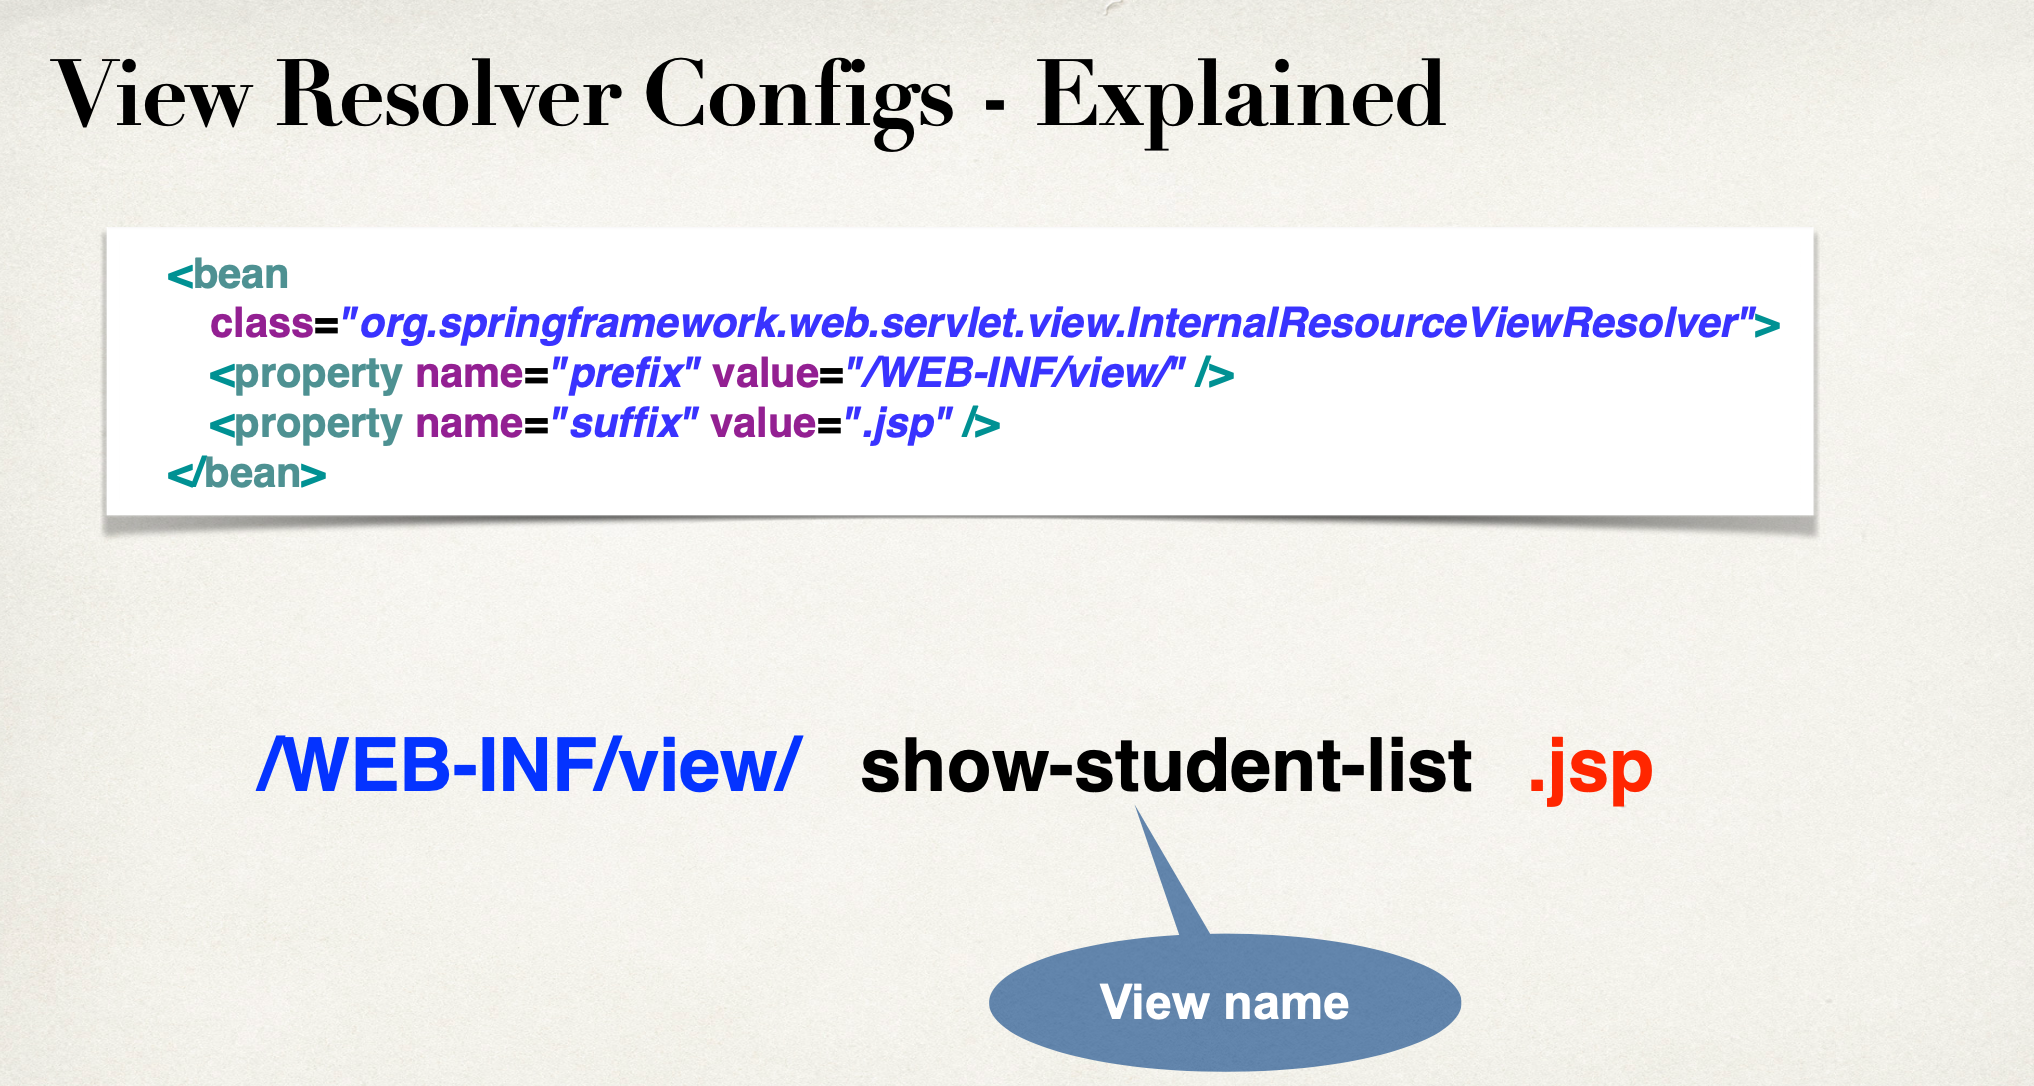 View Resolver Configs - Explained
<bean
class="org.springframework.web.servlet.view.InternalResourceViewResolver">
<property name="prefix" value="/WEB-INF/view/" />
<property name="suffix" value=".jsp" />
</bean>
/WEB-INF/view/ show-student-list .jsp
View name